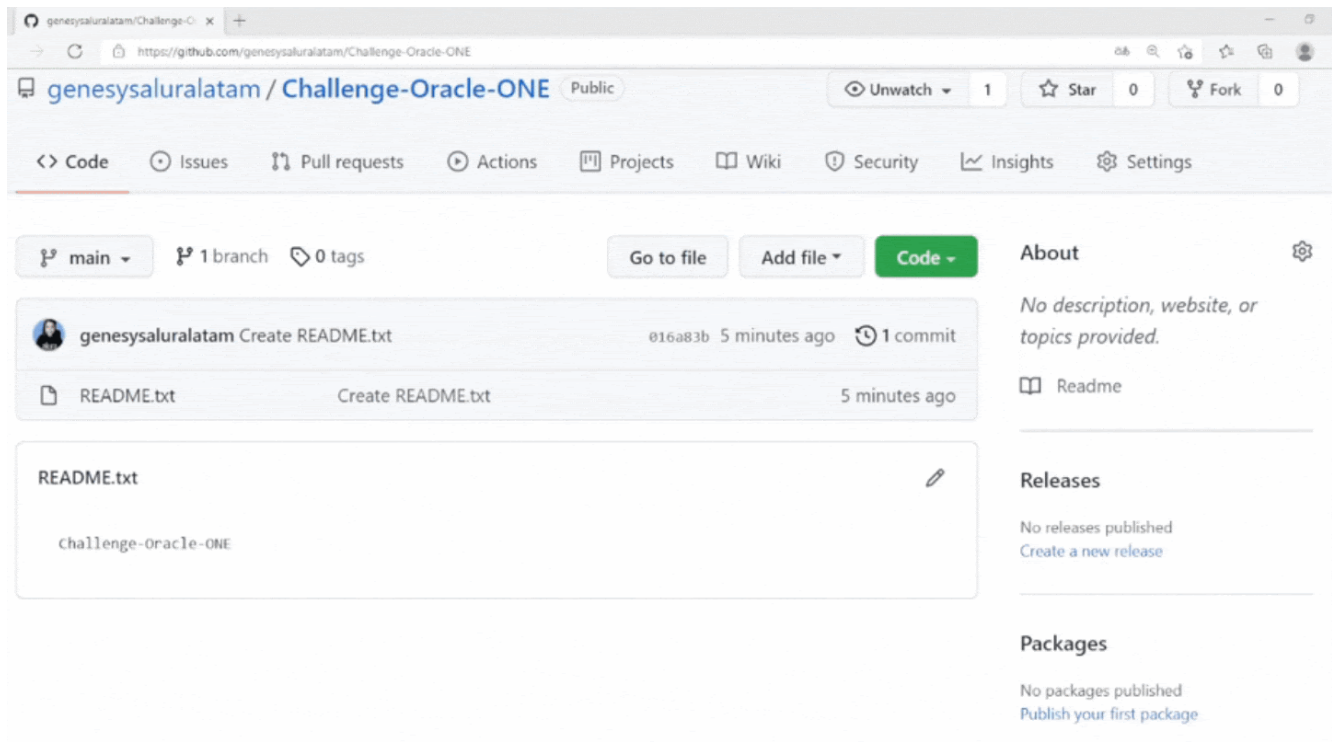 genesysaluralatam/Challenge-O
https://github.com/genesysaluralatam/Challenge-Oracle-ONE
genesysaluralatam / Challenge-Oracle-ONE Public Unwatch 1 Star 0 Fork 0
Code Issues Pull requests Actions Projects Wiki Security Insights Settings
main 1 branch 0 tags Go to file Add file Code
genesysaluralatam Create README.txt 016a83b 5 minutes ago 1 commit
README.txt Create README.txt 5 minutes ago
README.txt
Challenge-Oracle-ONE
About
No description, website, or
topics provided.
Readme
Releases
No releases published
Create a new release
Packages
No packages published
Publish your first package